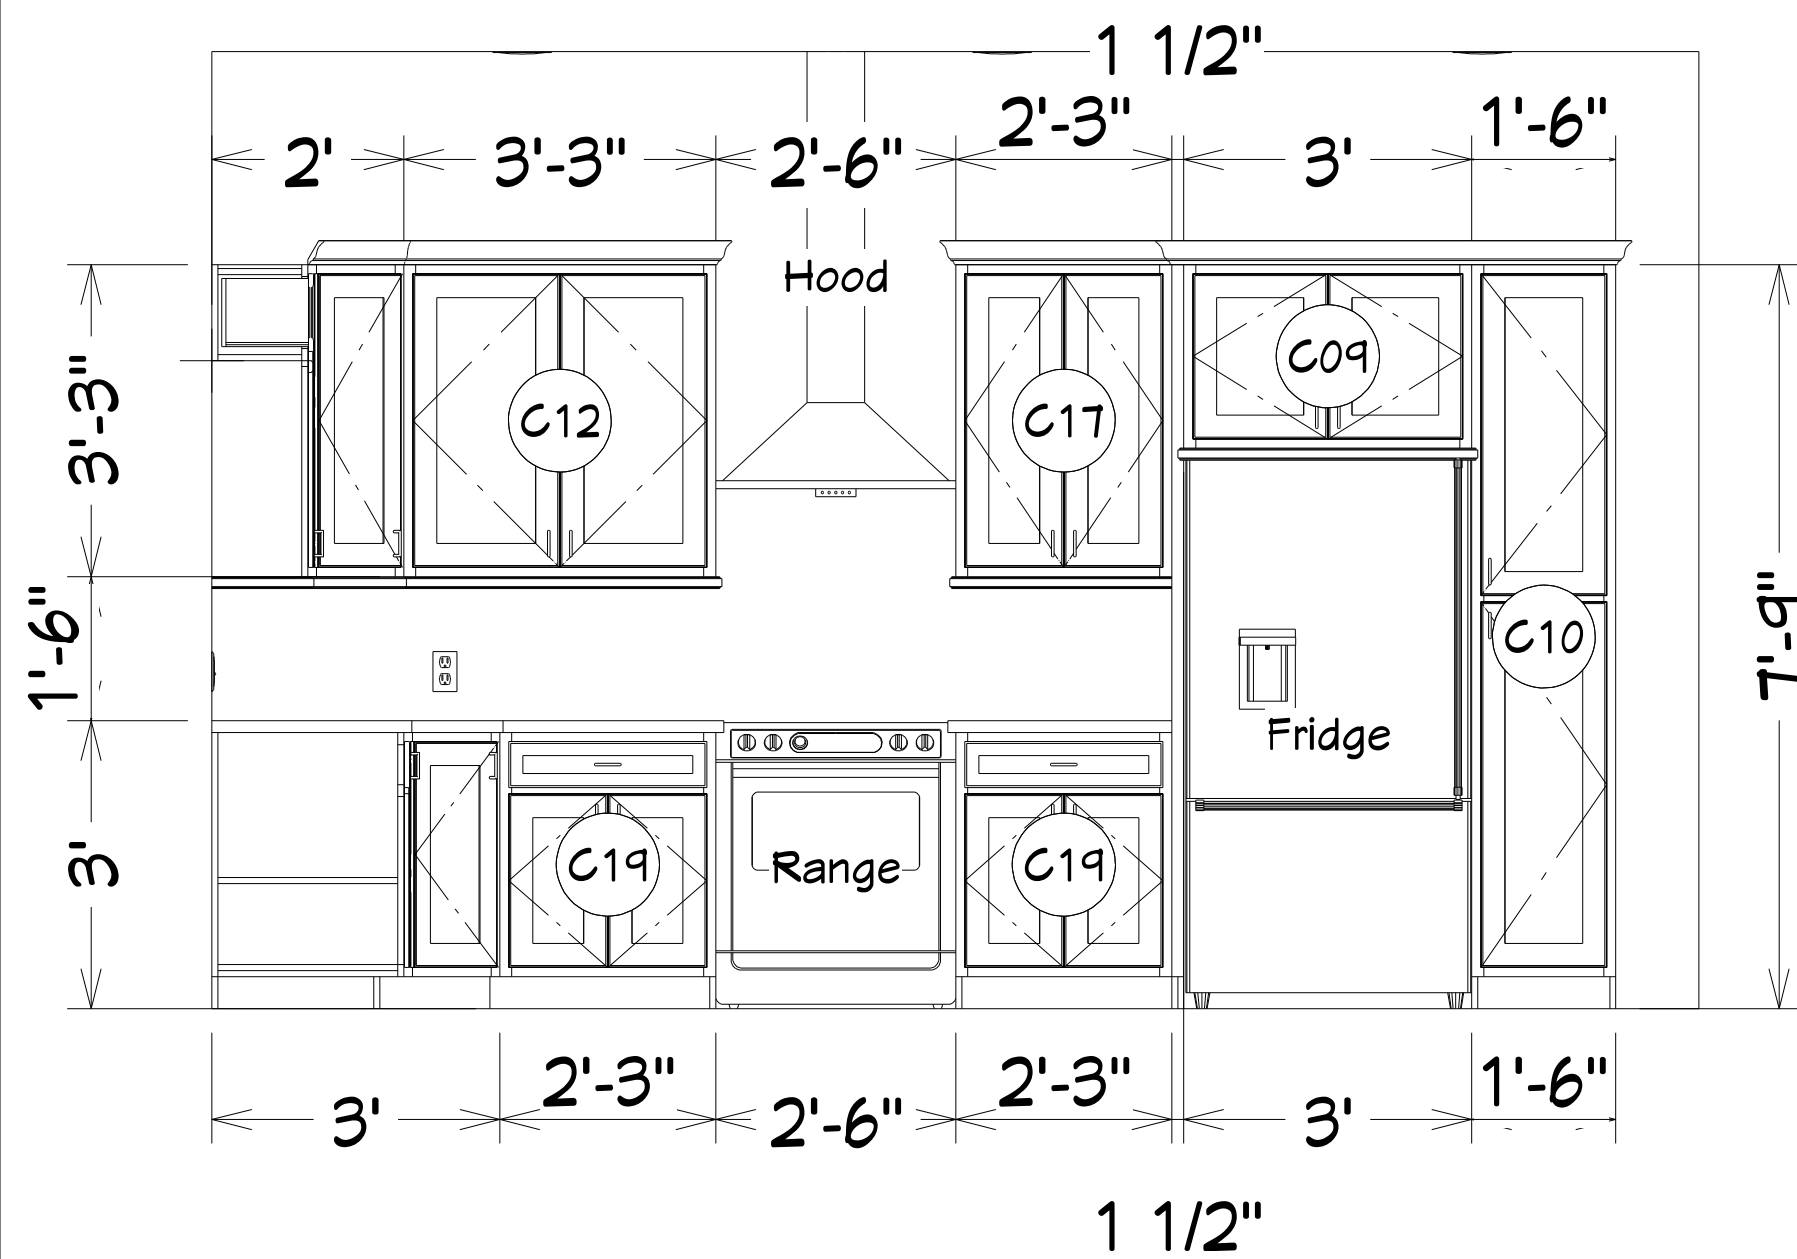 1 1/2"
2' 3'-3" 2'-6" 2'-3" 3' 1'-6"
Hood
C09
3'-3" C12 C17
1'-6" C10 7'-9"
Fridge
3' C19 Range C19
3' 2'-3" 2'-6" 2'-3" 3' 1'-6"
1 1/2"